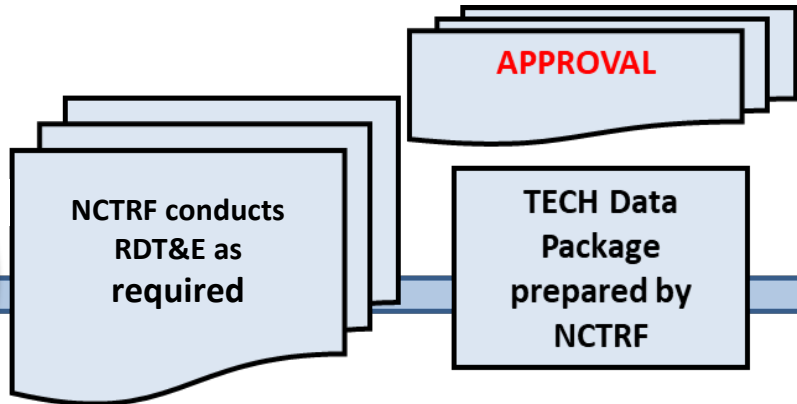 APPROVAL
NCTRF conducts
RDT&E as
required
TECH Data
Package
prepared by
NCTRF